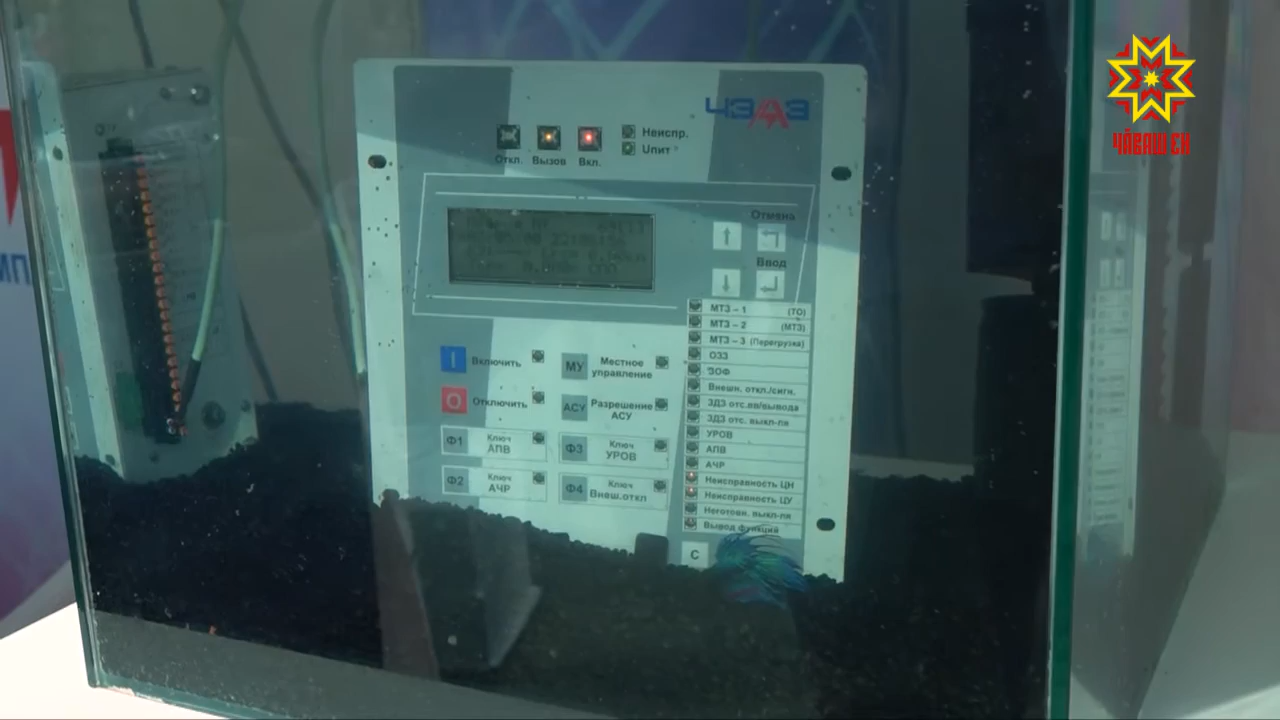 ЧЭАЗ
ЧӐВАШ ЕН
Неиспр.
Uпит
Откл. Вызов Вкл.
Отмена
Ввод
МТЗ – 1 (ТО)
МТЗ – 2 (МТЗ)
МТЗ – 3 (Перегрузка)
ОЗЗ
ЗОФ
Внешн. откл./сигн.
ЗДЗ отс.вв/вывода
ЗДЗ отс. выкл-ля
УРОВ
АПВ
АЧР
Неисправность ЦН
Неисправность ЦУ
Неготовн. выкл-ля
Вывод функций
С
I Включить
МУ Местное
управление
O Отключить
АСУ Разрешение
АСУ
Ф1 Ключ
АПВ
Ф3 Ключ
УРОВ
Ф2 Ключ
АЧР
Ф4 Ключ
Внеш.откл